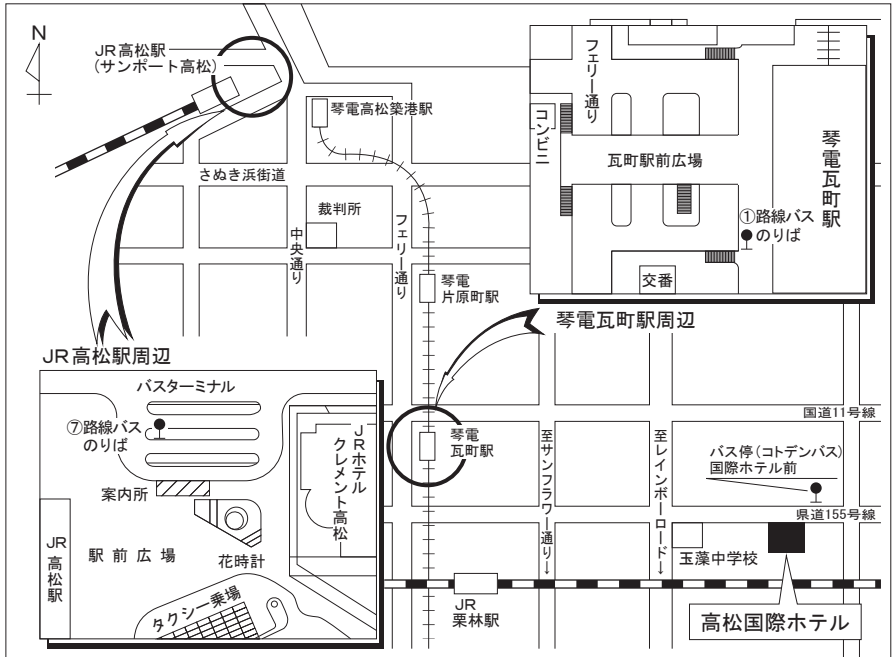 N
JR高松駅
(サンポート高松)
琴電高松築港駅
さぬき浜街道
裁判所
中央通り
フェリー通り
琴電
片原町駅
フェリー通り
コンビニ
瓦町駅前広場
琴電瓦町駅
①路線バス
のりば
交番
琴電瓦町駅周辺
JR高松駅周辺
バスターミナル
⑦路線バス
のりば
案内所
JRホテル
クレメント高松
JR
高松駅
駅前広場
花時計
タクシー乗場
琴電
瓦町駅
国道11号線
至サンフラワー通り→
至レインボーロード→
バス停(コトデンバス)
国際ホテル前
県道155号線
玉藻中学校
JR
栗林駅
高松国際ホテル